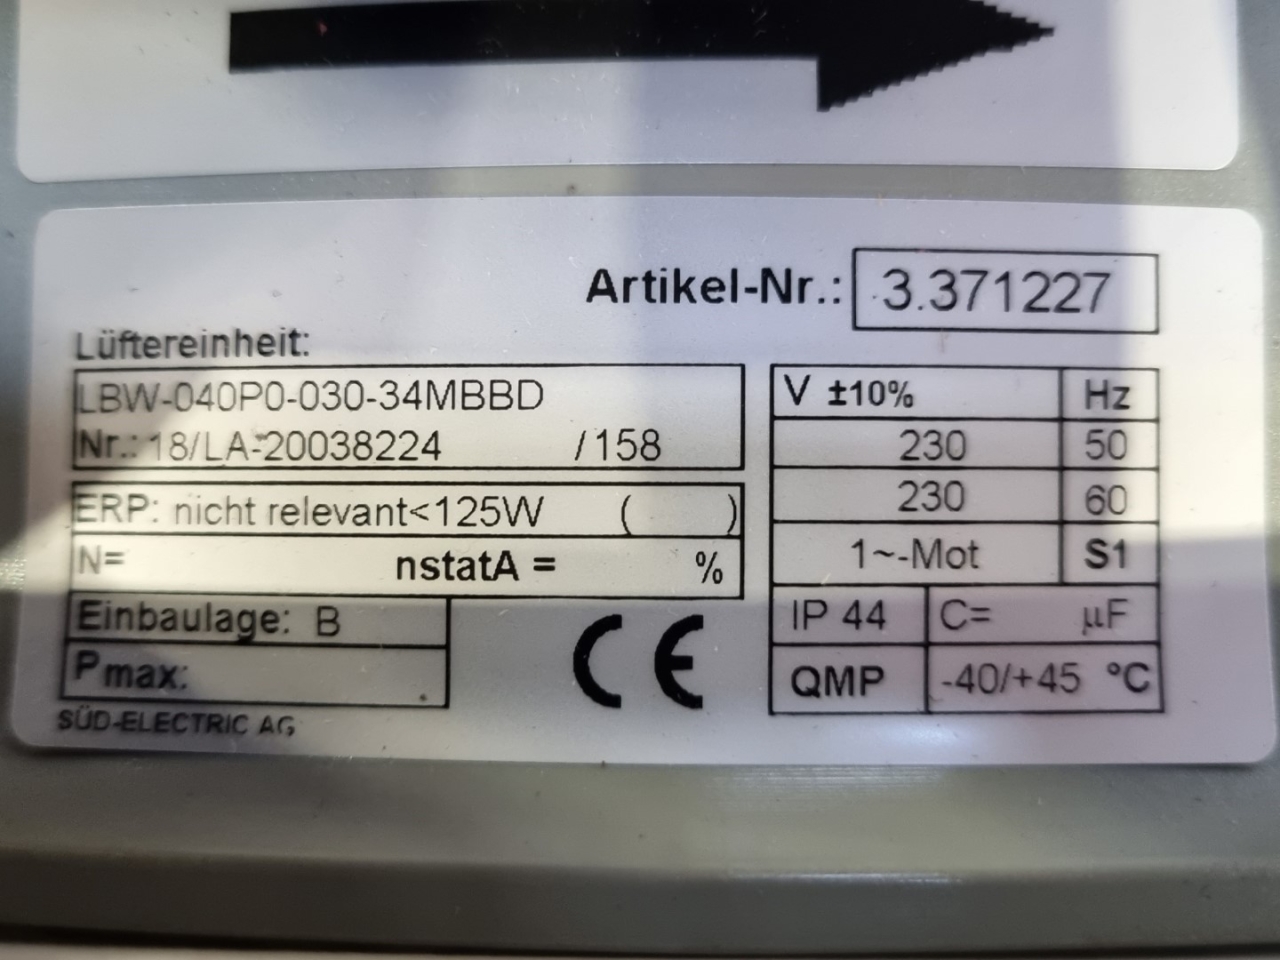 Artikel-Nr.: 3.371227
Lüftereinheit:
LBW-040P0-030-34MBBD
Nr.: 18/LA-20038224 /158
ERP: nicht relevant<125W ( )
N= nstatA = %
Einbaulage: B
Pmax:
SÜD-ELECTRIC AG
CE
V ±10% Hz
230 50
230 60
1~-Mot S1
IP 44 C= µF
QMP -40/+45 °C